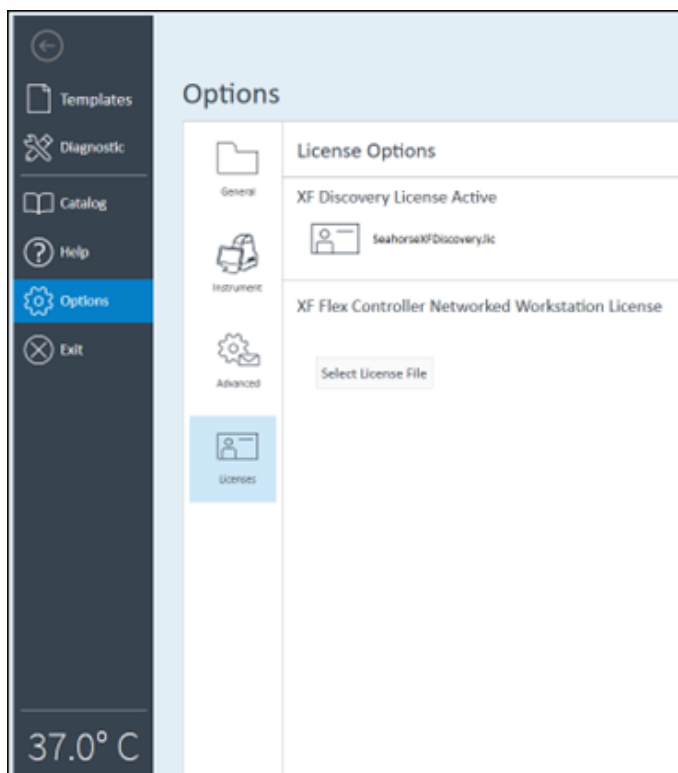 Templates
Diagnostic
Catalog
Help
Options
Exit
37.0° C
Options
General
Instrument
Advanced
Licenses
License Options
XF Discovery License Active
SeahorseXFDiscovery.lic
XF Flex Controller Networked Workstation License
Select License File